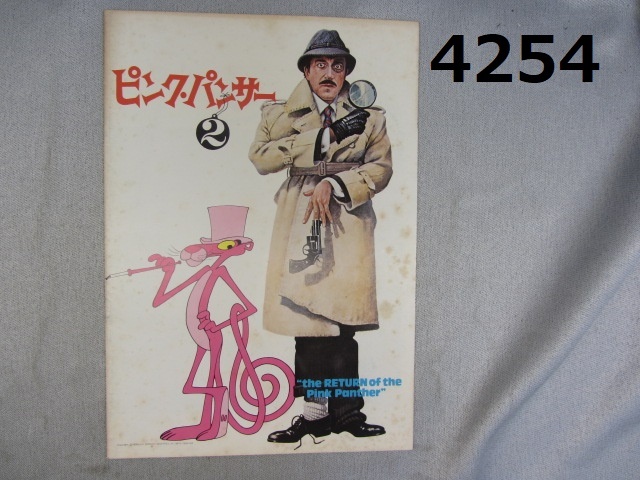 4254
ピンク・パンサー
2
"the RETURN of the
Pink Panther"